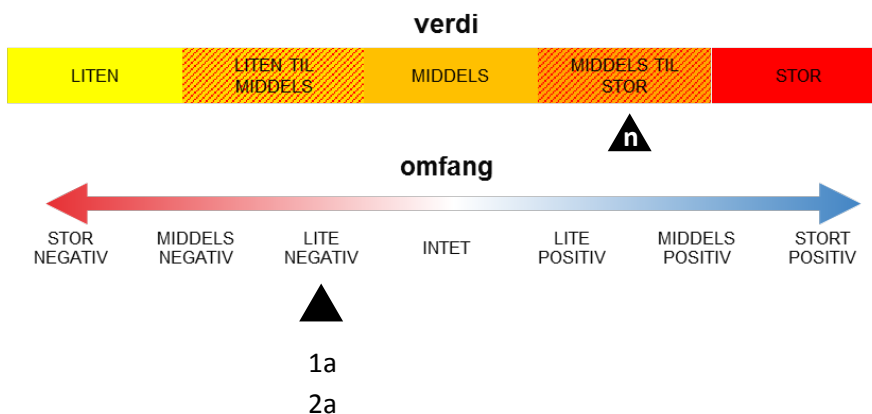 verdi
LITEN
LITEN TIL
MIDDELS
MIDDELS
MIDDELS TIL
STOR
STOR
n
omfang
STOR
NEGATIV
MIDDELS
NEGATIV
LITE
NEGATIV
INTET
LITE
POSITIV
MIDDELS
POSITIV
STORT
POSITIV
1a
2a